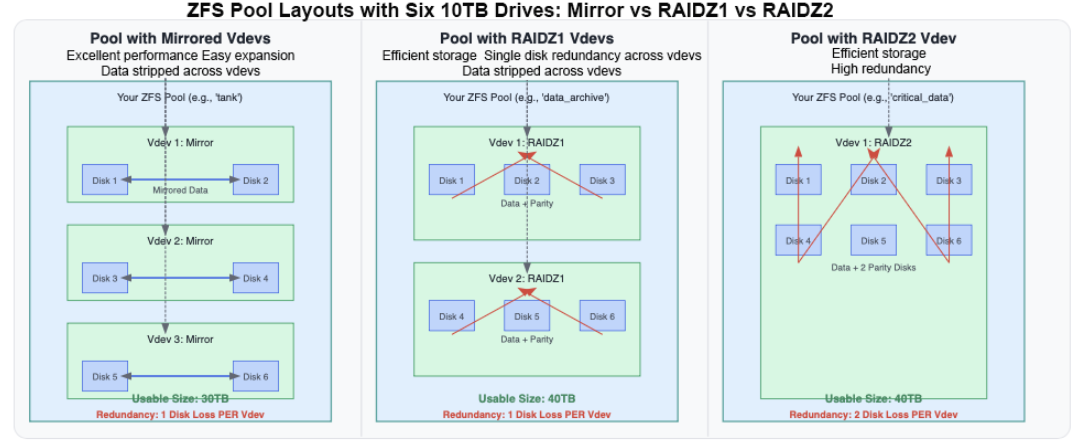 ZFS Pool Layouts with Six 10TB Drives: Mirror vs RAIDZ1 vs RAIDZ2
Pool with Mirrored Vdevs
Excellent performance Easy expansion
Data stripped across vdevs
Your ZFS Pool (e.g., 'tank')
Vdev 1: Mirror
Disk 1
Disk 2
Mirrored Data
Vdev 2: Mirror
Disk 3
Disk 4
Vdev 3: Mirror
Disk 5
Disk 6
Usable Size: 30TB
Redundancy: 1 Disk Loss PER Vdev
Pool with RAIDZ1 Vdevs
Efficient storage Single disk redundancy across vdevs
Data stripped across vdevs
Your ZFS Pool (e.g., 'data_archive')
Vdev 1: RAIDZ1
Disk 1
Disk 2
Disk 3
Data + Parity
Vdev 2: RAIDZ1
Disk 4
Disk 5
Disk 6
Data + Parity
Usable Size: 40TB
Redundancy: 1 Disk Loss PER Vdev
Pool with RAIDZ2 Vdev
Efficient storage
High redundancy
Your ZFS Pool (e.g., 'critical_data')
Vdev 1: RAIDZ2
Disk 1
Disk 2
Disk 3
Disk 4
Disk 5
Disk 6
Data + 2 Parity Disks
Usable Size: 40TB
Redundancy: 2 Disk Loss PER Vdev